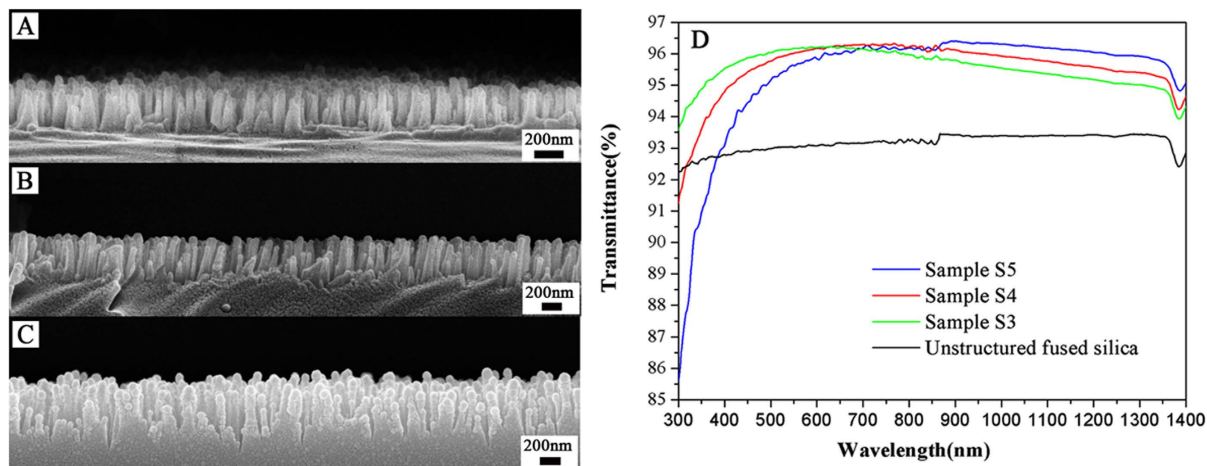 A
200nm
B
200nm
C
200nm
D
Transmittance(%)
97
96
95
94
93
92
91
90
89
88
87
86
85
Sample S5
Sample S4
Sample S3
Unstructured fused silica
300 400 500 600 700 800 900 1000 1100 1200 1300 1400
Wavelength(nm)